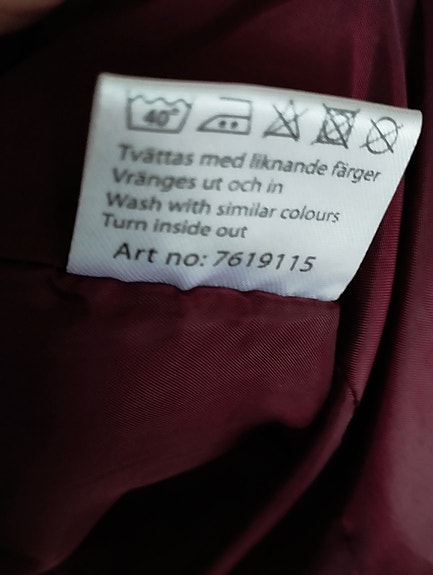 40°
Tvättas med liknande färger
Vränges ut och in
Wash with similar colours
Turn inside out
Art no: 7619115